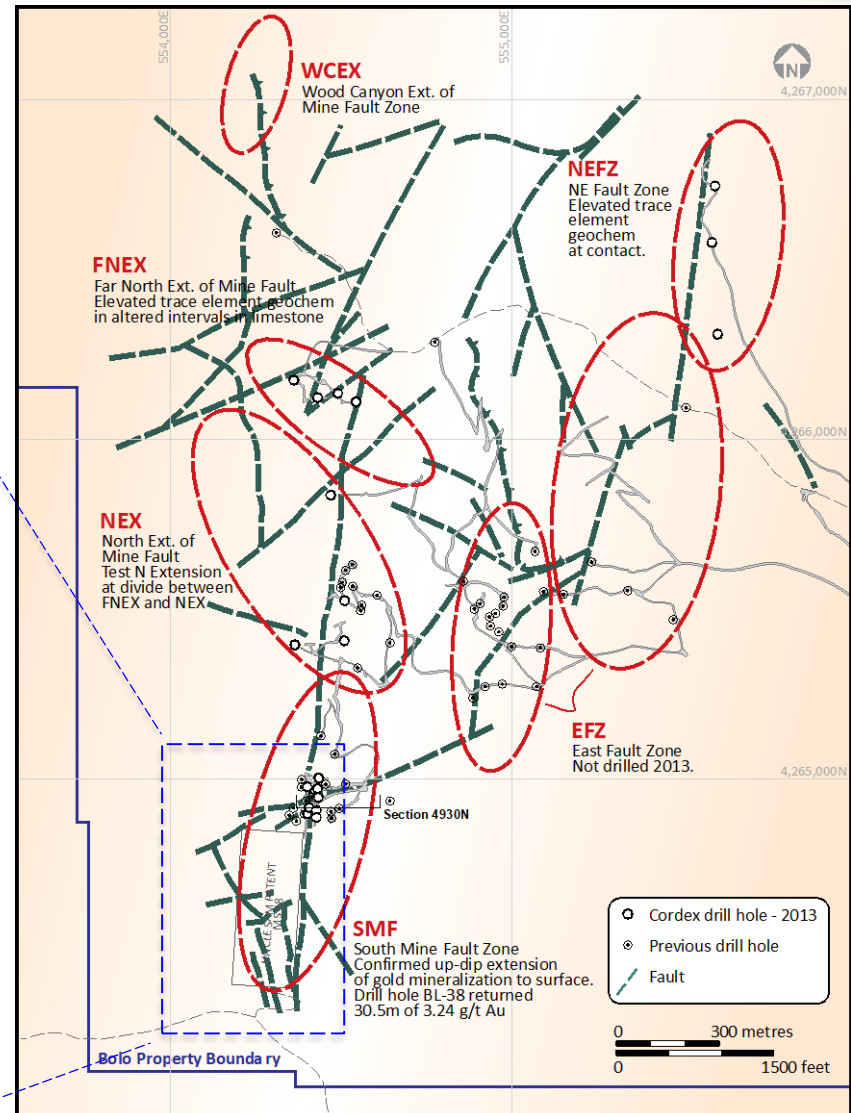 554,000E
555,000E
N
4,267,000N
WCEX
Wood Canyon Ext. of
Mine Fault Zone
NEFZ
NE Fault Zone
Elevated trace
element
geochem
at contact.
FNEX
Far North Ext. of Mine Fault
Elevated trace element geochem
in altered intervals in limestone
4,266,000N
NEX
North Ext. of
Mine Fault
Test N Extension
at divide between
FNEX and NEX
EFZ
East Fault Zone
Not drilled 2013.
4,265,000N
Section 4930N
SMF
South Mine Fault Zone
Confirmed up-dip extension
of gold mineralization to surface.
Drill hole BL-38 returned
30.5m of 3.24 g/t Au
Cordex drill hole - 2013
Previous drill hole
Fault
0 300 metres
0 1500 feet
Bolo Property Boundary